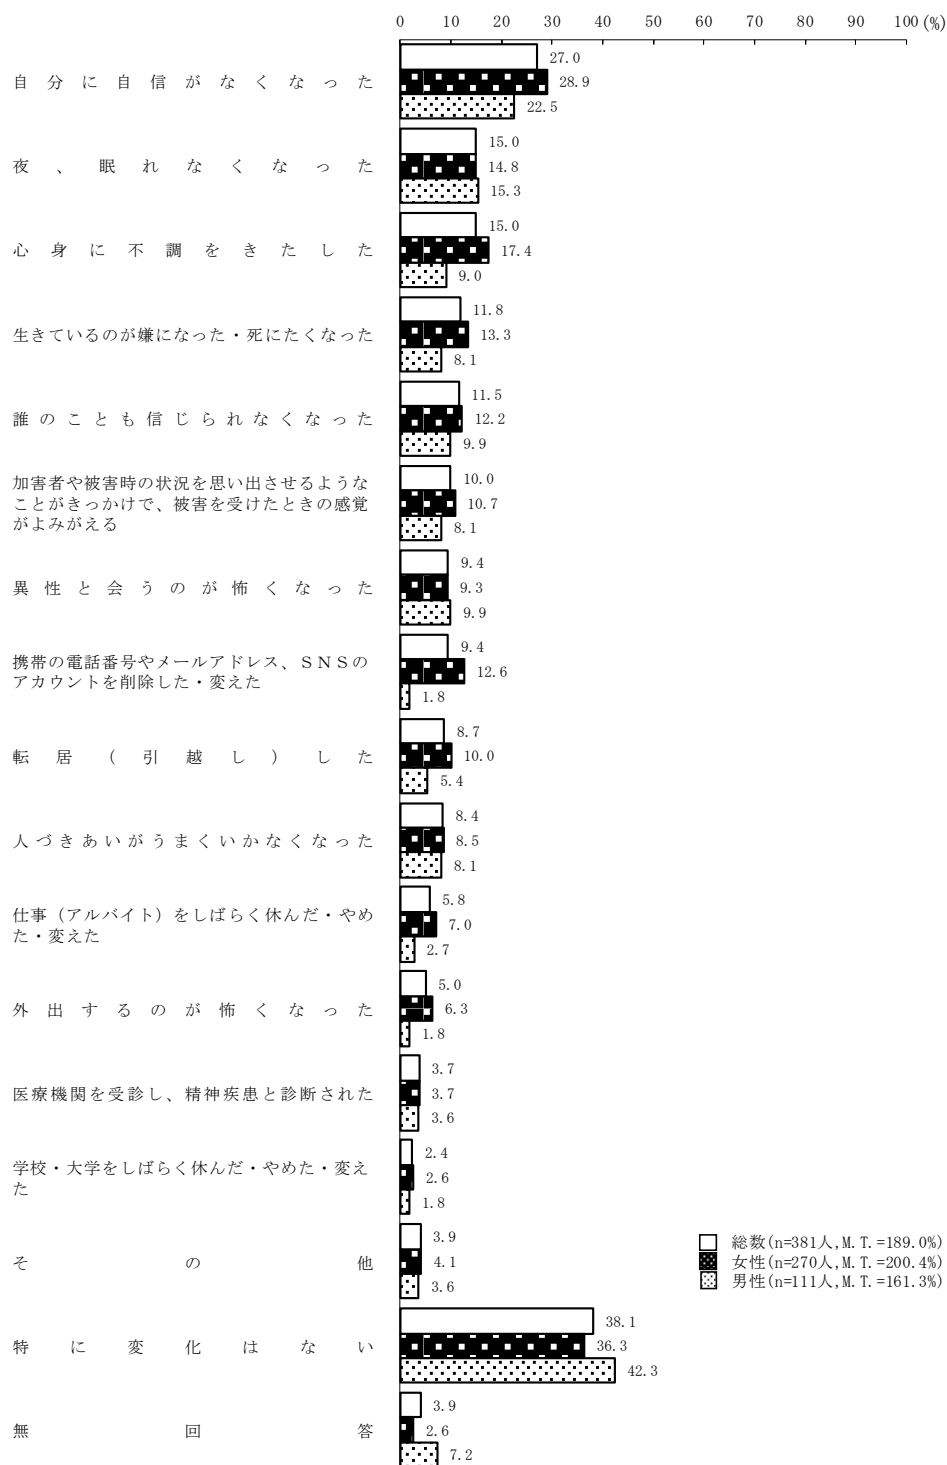 0 10 20 30 40 50 60 70 80 90 100 (%)
自分に自信がなくなった
27.0
28.9
22.5
夜、眠れなくなった
15.0
14.8
15.3
心身に不調をきたした
15.0
17.4
9.0
生きているのが嫌になった・死にたくなった
11.8
13.3
8.1
誰のことも信じられなくなった
11.5
12.2
9.9
加害者や被害時の状況を思い出させるような
ことがきっかけで、被害を受けたときの感覚
がよみがえる
10.0
10.7
8.1
異性と会うのが怖くなった
9.4
9.3
9.9
携帯の電話番号やメールアドレス、ＳＮＳの
アカウントを削除した・変えた
9.4
12.6
1.8
転居（引越し）した
8.7
10.0
5.4
人づきあいがうまくいかなくなった
8.4
8.5
8.1
仕事（アルバイト）をしばらく休んだ・やめ
た・変えた
5.8
7.0
2.7
外出するのが怖くなった
5.0
6.3
1.8
医療機関を受診し、精神疾患と診断された
3.7
3.7
3.6
学校・大学をしばらく休んだ・やめた・変え
た
2.4
2.6
1.8
その他
3.9
4.1
3.6
総数(n=381人,M.T.=189.0%)
女性(n=270人,M.T.=200.4%)
男性(n=111人,M.T.=161.3%)
特に変化はない
38.1
36.3
42.3
無回答
3.9
2.6
7.2